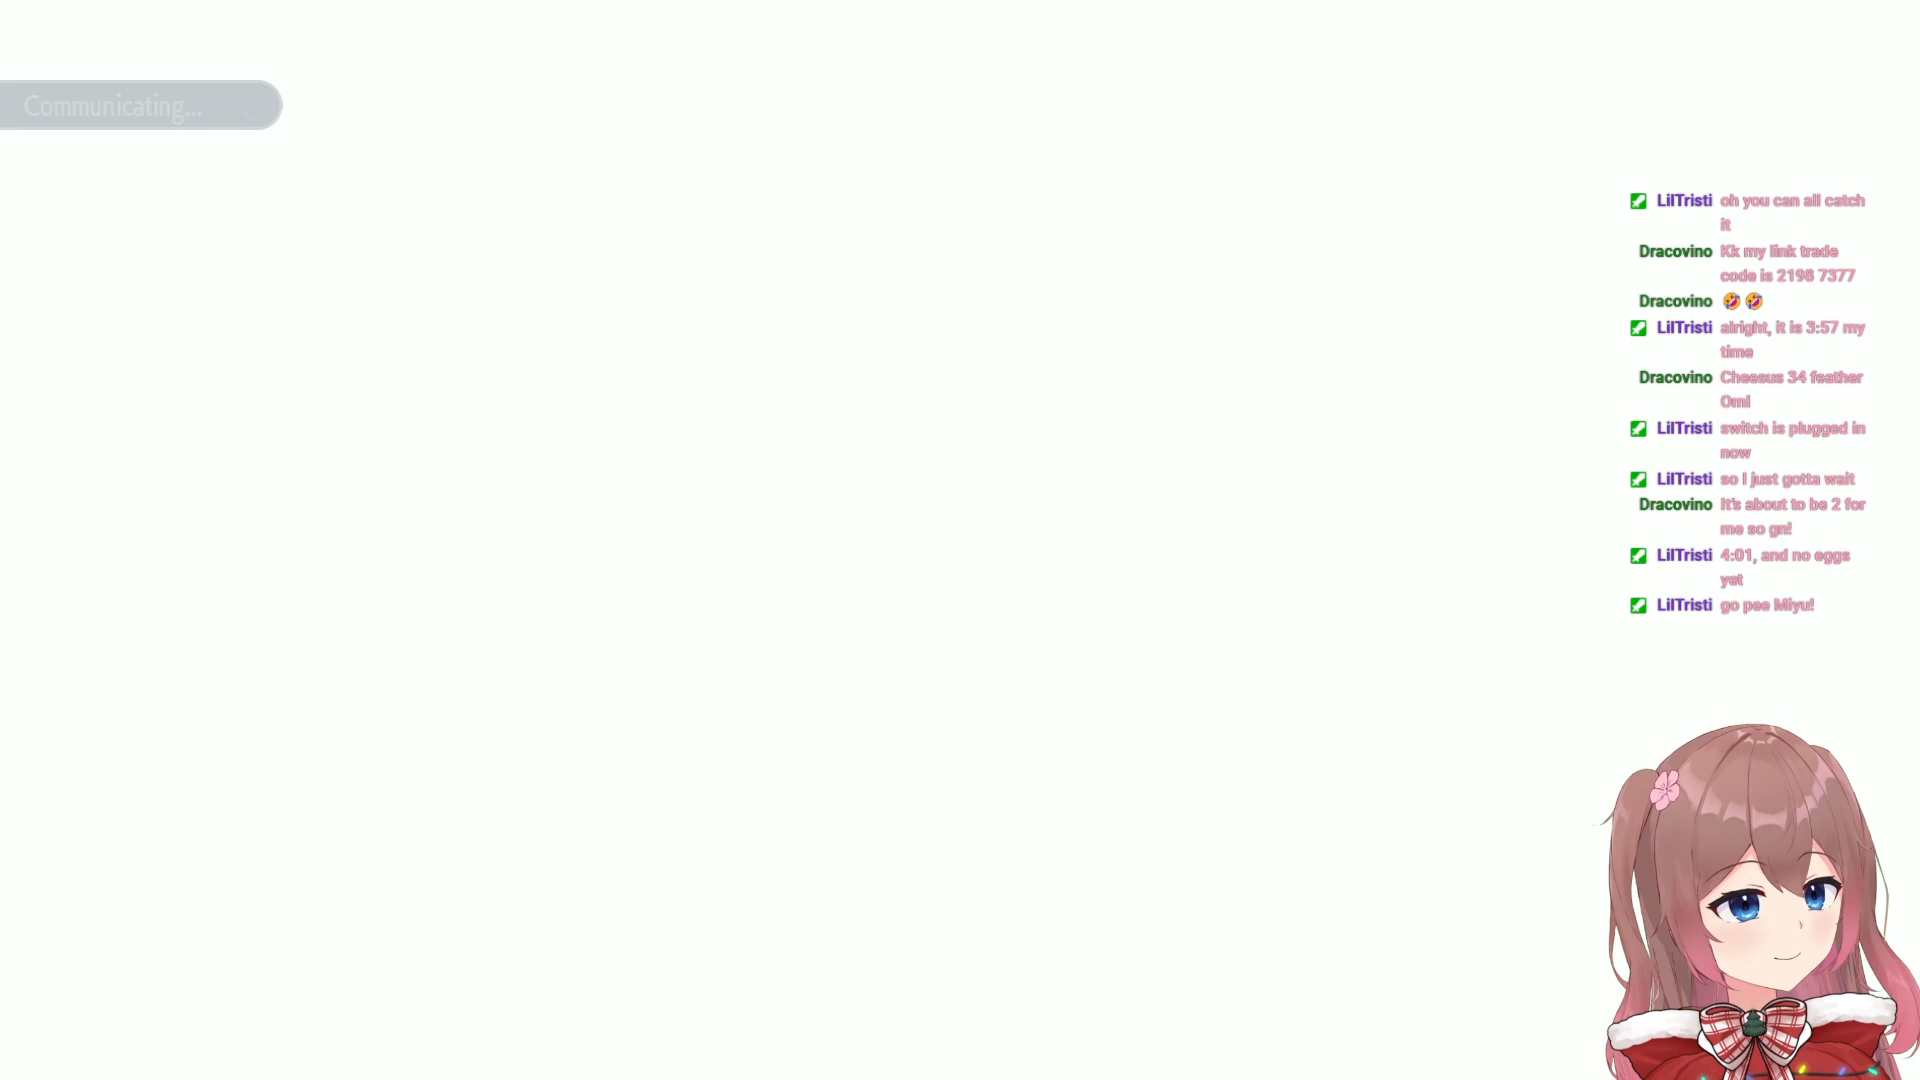 Communicating...
LilTristi oh you can all catch
it
Dracovino Kk my link trade
code is 2198 7377
Dracovino 🤣 🤣
LilTristi alright, it is 3:57 my
time
Dracovino Cheesus 34 feather
Oml
LilTristi switch is plugged in
now
LilTristi so I just gotta wait
Dracovino It's about to be 2 for
me so gn!
LilTristi 4:01, and no eggs
yet
LilTristi go pee Miyu!